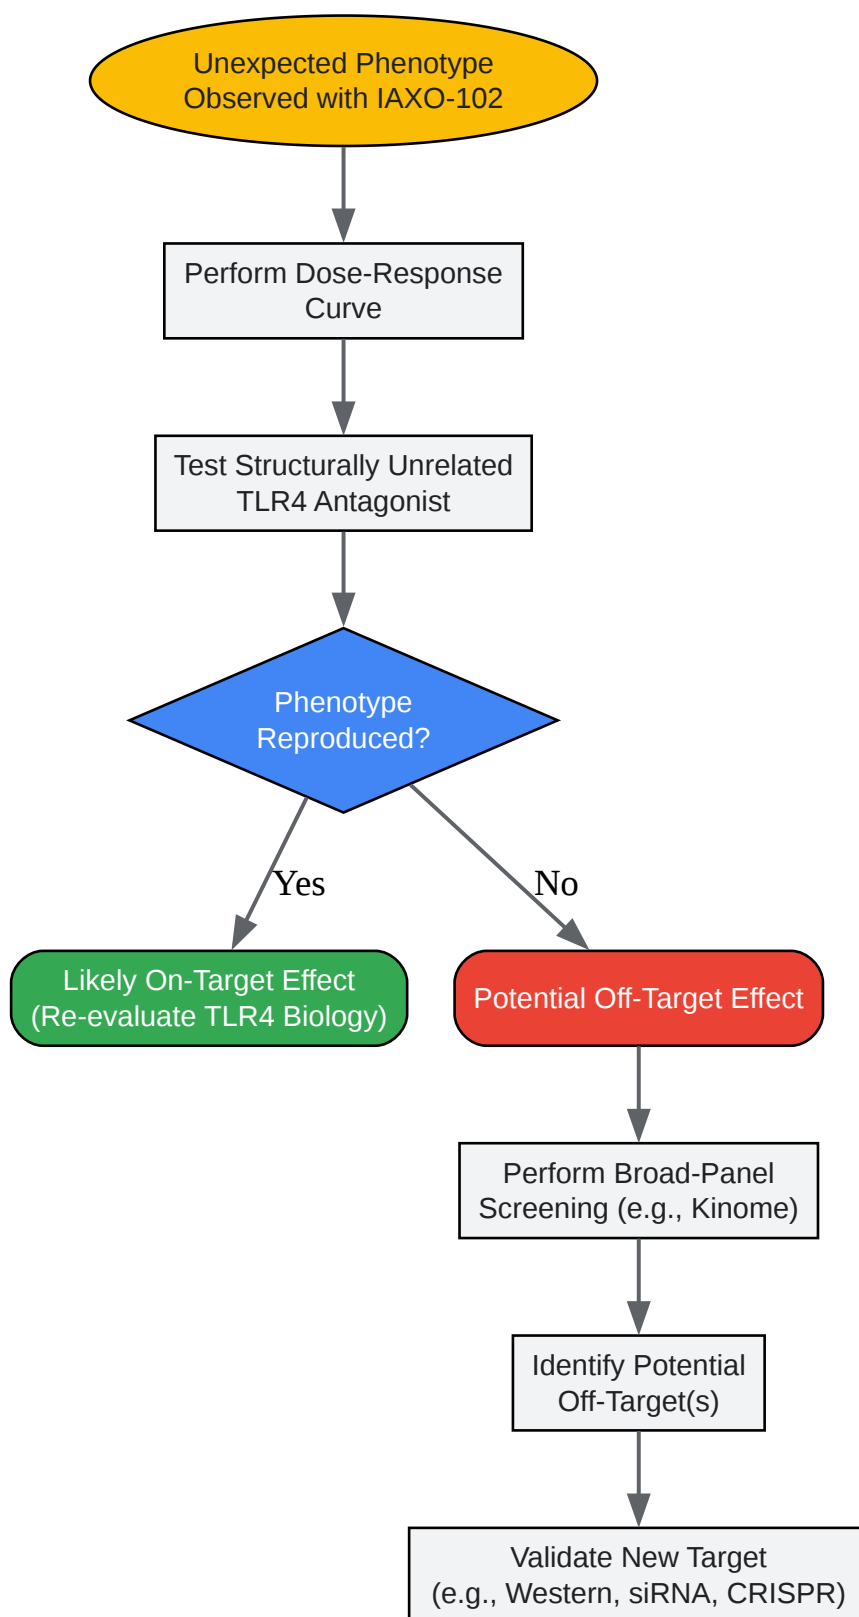 Unexpected Phenotype
Observed with IAXO-102
Perform Dose-Response
Curve
Test Structurally Unrelated
TLR4 Antagonist
Phenotype
Reproduced?
Yes
No
Likely On-Target Effect
(Re-evaluate TLR4 Biology)
Potential Off-Target Effect
Perform Broad-Panel
Screening (e.g., Kinome)
Identify Potential
Off-Target(s)
Validate New Target
(e.g., Western, siRNA, CRISPR)